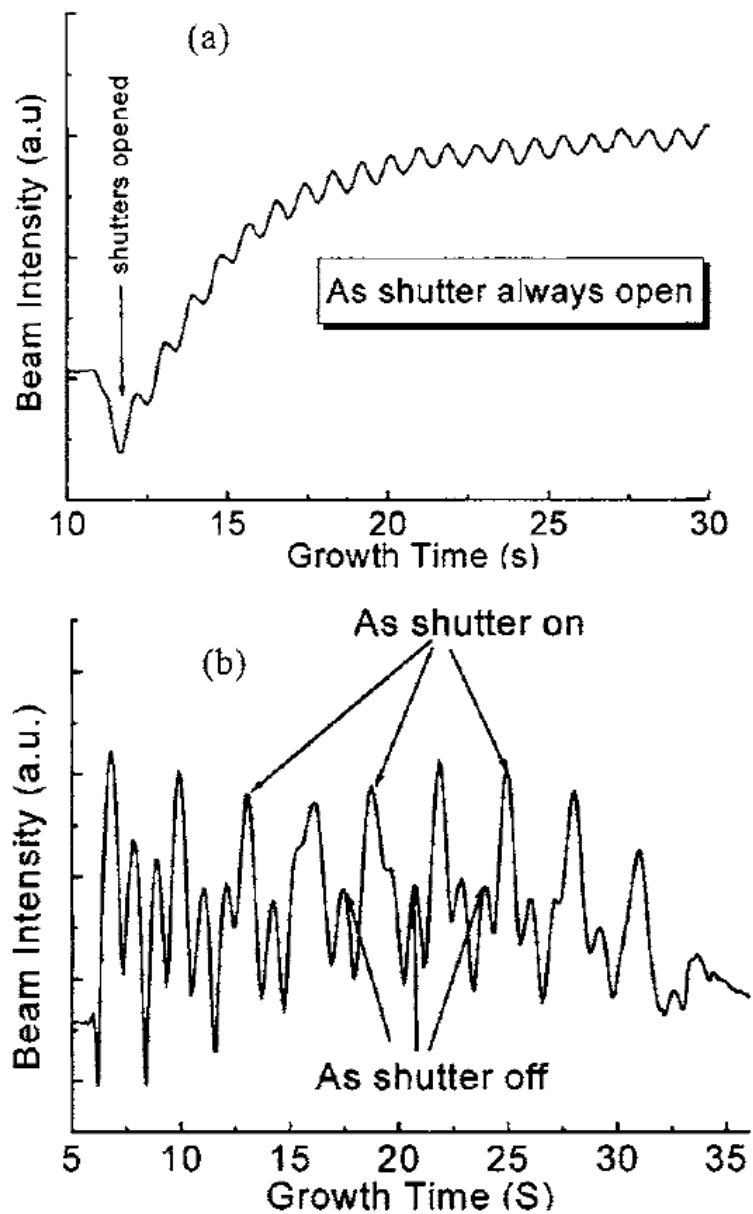 (a)
shutters opened
Beam Intensity (a.u)
As shutter always open
10 15 20 25 30
Growth Time (s)
As shutter on
(b)
Beam Intensity (a.u.)
As shutter off
5 10 15 20 25 30 35
Growth Time (S)